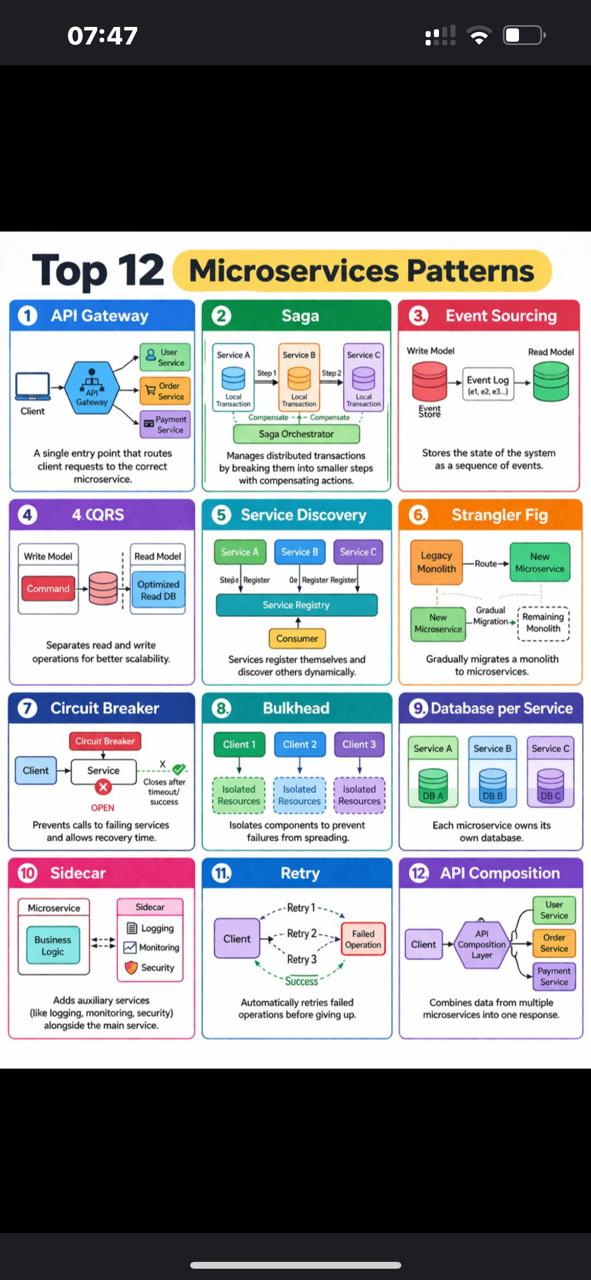 07:47
Top 12 Microservices Patterns
1 API Gateway
Client
API
Gateway
User
Service
Order
Service
Payment
Service
A single entry point that routes
client requests to the correct
microservice.
2 Saga
Service A
Service B
Service C
Step 1
Step 2
Local
Transaction
Local
Transaction
Local
Transaction
Compensate
Compensate
Saga Orchestrator
Manages distributed transactions
by breaking them into smaller steps
with compensating actions.
3. Event Sourcing
Write Model
Read Model
Event Log
(e1, e2, e3...)
Event
Store
Stores the state of the system
as a sequence of events.
4 4. CQRS
Write Model
Read Model
Command
Optimized
Read DB
Separates read and write
operations for better scalability.
5 Service Discovery
Service A
Service B
Service C
Register
Register Register
Service Registry
Consumer
Services register themselves and
discover others dynamically.
6. Strangler Fig
Legacy
Monolith
Route
New
Microservice
New
Microservice
Gradual
Migration
Remaining
Monolith
Gradually migrates a monolith
to microservices.
7 Circuit Breaker
Circuit Breaker
Client
Service
X
Closes after
timeout/
success
OPEN
Prevents calls to failing services
and allows recovery time.
8. Bulkhead
Client 1
Client 2
Client 3
Isolated
Resources
Isolated
Resources
Isolated
Resources
Isolates components to prevent
failures from spreading.
9. Database per Service
Service A
Service B
Service C
DB A
DB B
DB C
Each microservice owns its
own database.
10 Sidecar
Microservice
Business
Logic
Sidecar
Logging
Monitoring
Security
Adds auxiliary services
(like logging, monitoring, security)
alongside the main service.
11. Retry
Client
Retry 1
Retry 2
Retry 3
Success
Failed
Operation
Automatically retries failed
operations before giving up.
12. API Composition
Client
API
Composition
Layer
User
Service
Order
Service
Payment
Service
Combines data from multiple
microservices into one response.